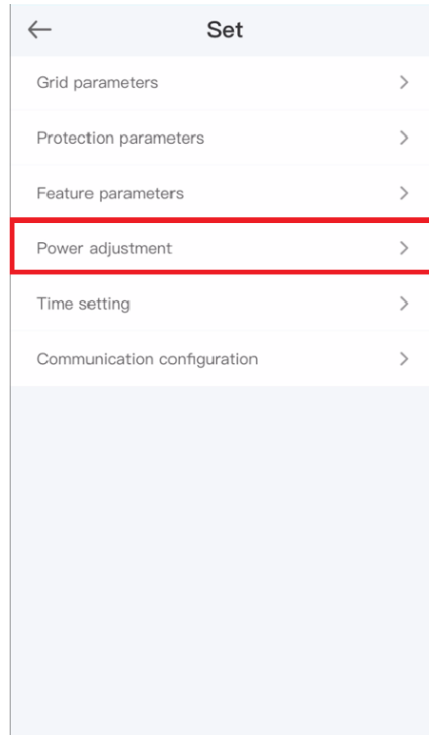 Set
Grid parameters
Protection parameters
Feature parameters
Power adjustment
Time setting
Communication configuration